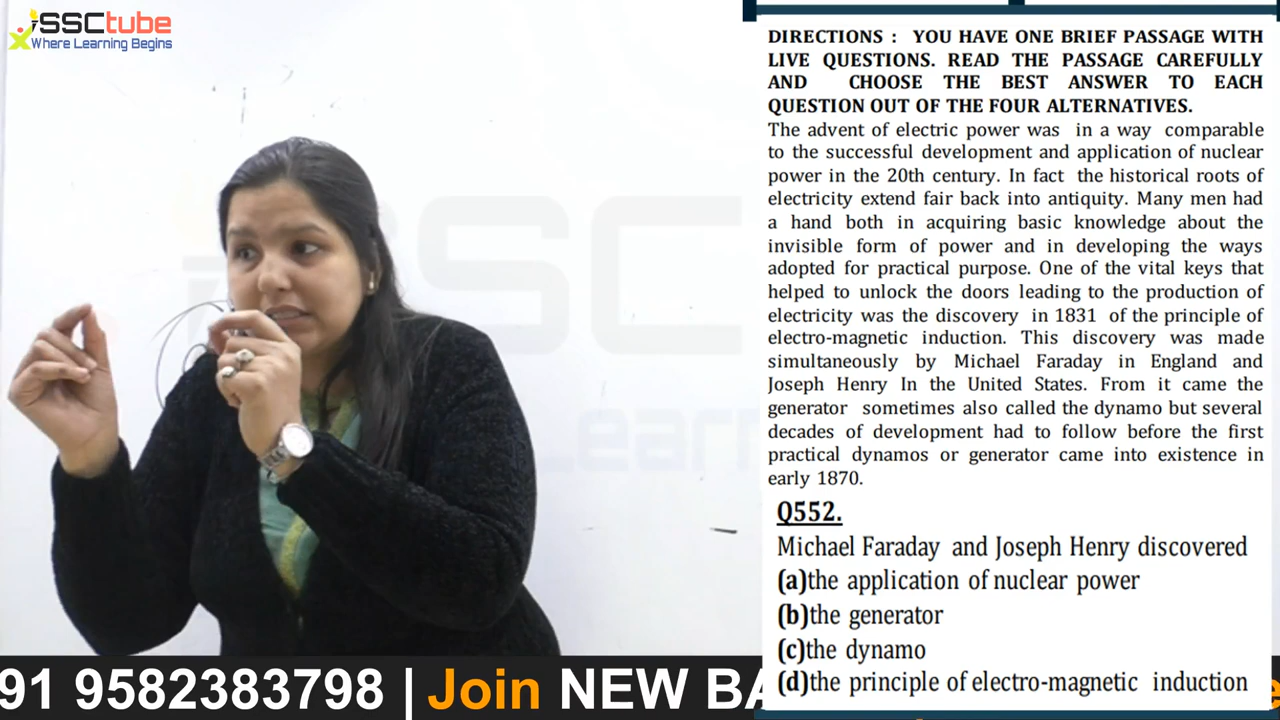 SSCtube
Where Learning Begins
DIRECTIONS : YOU HAVE ONE BRIEF PASSAGE WITH
LIVE QUESTIONS. READ THE PASSAGE CAREFULLY
AND CHOOSE THE BEST ANSWER TO EACH
QUESTION OUT OF THE FOUR ALTERNATIVES.
The advent of electric power was in a way comparable
to the successful development and application of nuclear
power in the 20th century. In fact the historical roots of
electricity extend fair back into antiquity. Many men had
a hand both in acquiring basic knowledge about the
invisible form of power and in developing the ways
adopted for practical purpose. One of the vital keys that
helped to unlock the doors leading to the production of
electricity was the discovery in 1831 of the principle of
electro-magnetic induction. This discovery was made
simultaneously by Michael Faraday in England and
Joseph Henry In the United States. From it came the
generator sometimes also called the dynamo but several
decades of development had to follow before the first
practical dynamos or generator came into existence in
early 1870.
Q552.
Michael Faraday and Joseph Henry discovered
(a)the application of nuclear power
(b)the generator
(c)the dynamo
(d)the principle of electro-magnetic induction
91 9582383798 | Join NEW BA